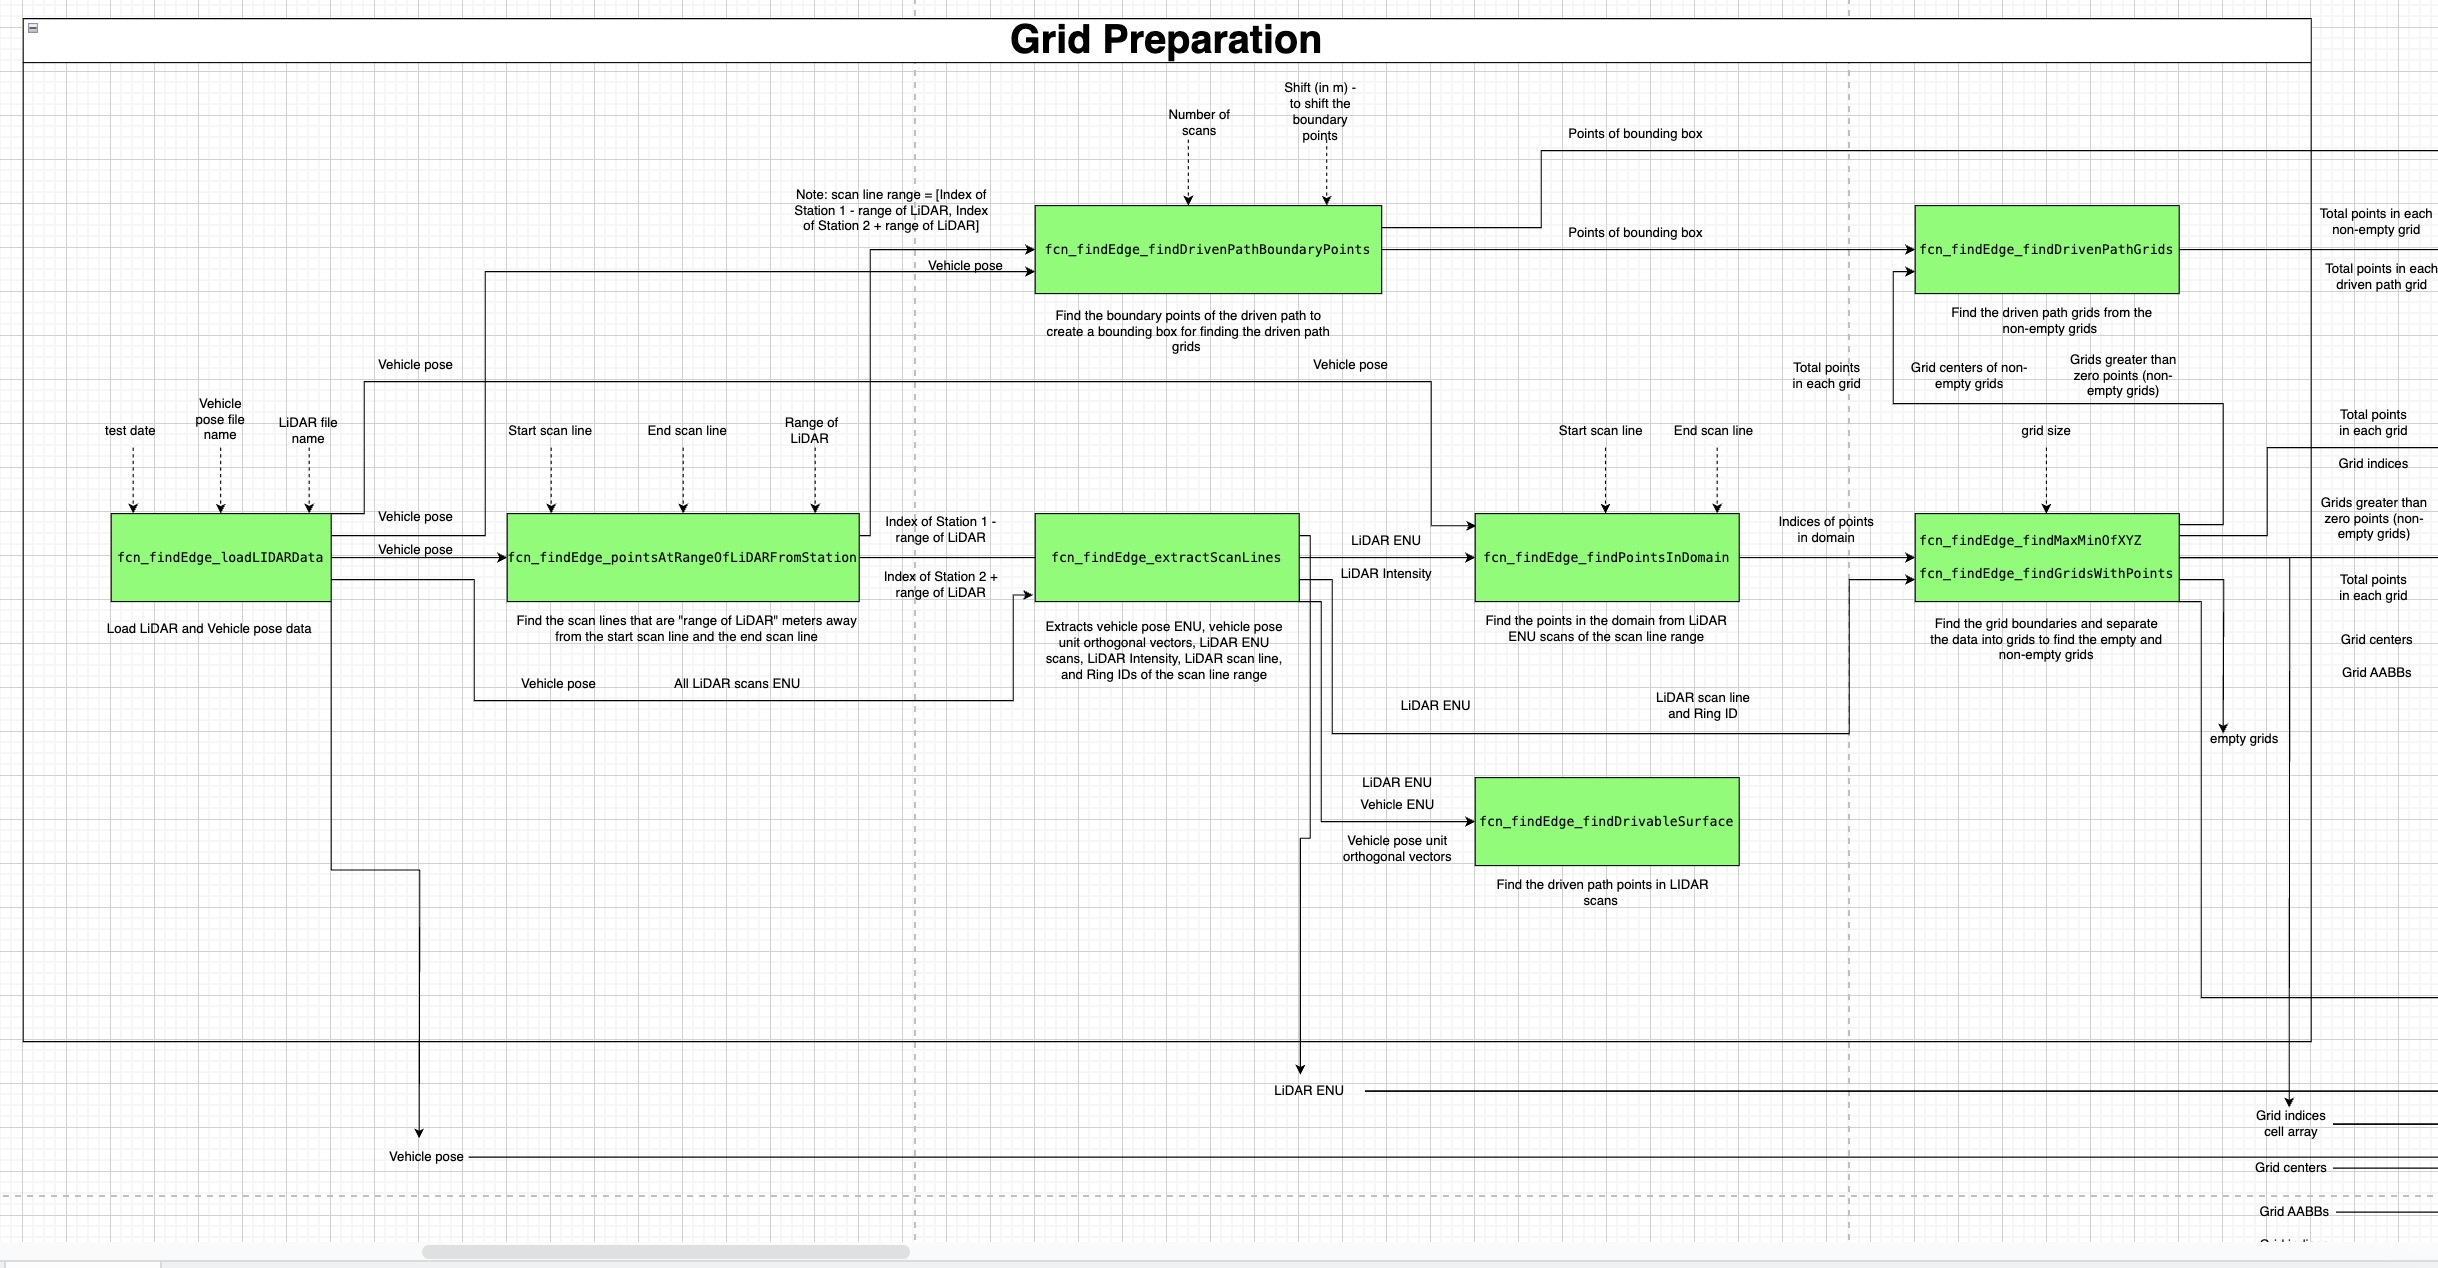 Grid Preparation
Shift (in m) -
to shift the
boundary
points
Number of
scans
Points of bounding box
Note: scan line range = [Index of
Station 1 - range of LiDAR, Index
of Station 2 + range of LiDAR]
Vehicle pose
fcn_findEdge_findDrivenPathBoundaryPoints
Find the boundary points of the driven path to
create a bounding box for finding the driven path
grids
Points of bounding box
fcn_findEdge_findDrivenPathGrids
Find the driven path grids from the
non-empty grids
Total points in each
non-empty grid
Total points in each
driven path grid
Vehicle pose
Vehicle pose
Total points
in each grid
Grid centers of non-
empty grids
Grids greater than
zero points (non-
empty grids)
test date
Vehicle
pose file
name
LiDAR file
name
Start scan line
End scan line
Range of
LiDAR
Start scan line
End scan line
grid size
Total points
in each grid
Grid indices
Grids greater than
zero points (non-
empty grids)
Total points
in each grid
Grid centers
Grid AABBs
fcn_findEdge_loadLIDARData
Load LiDAR and Vehicle pose data
Vehicle pose
Vehicle pose
fcn_findEdge_pointsAtRangeOfLiDARFromStation
Find the scan lines that are "range of LiDAR" meters away
from the start scan line and the end scan line
Index of Station 1 -
range of LiDAR
Index of Station 2 +
range of LiDAR
fcn_findEdge_extractScanLines
Extracts vehicle pose ENU, vehicle pose
unit orthogonal vectors, LiDAR ENU
scans, LiDAR Intensity, LiDAR scan line,
and Ring IDs of the scan line range
LiDAR ENU
LiDAR Intensity
fcn_findEdge_findPointsInDomain
Find the points in the domain from LiDAR
ENU scans of the scan line range
Indices of points
in domain
fcn_findEdge_findMaxMinOfXYZ
fcn_findEdge_findGridsWithPoints
Find the grid boundaries and separate
the data into grids to find the empty and
non-empty grids
Vehicle pose
All LiDAR scans ENU
LiDAR ENU
LiDAR scan line
and Ring ID
empty grids
LiDAR ENU
Vehicle ENU
Vehicle pose unit
orthogonal vectors
fcn_findEdge_findDrivableSurface
Find the driven path points in LIDAR
scans
LiDAR ENU
Grid indices
cell array
Vehicle pose
Grid centers
Grid AABBs